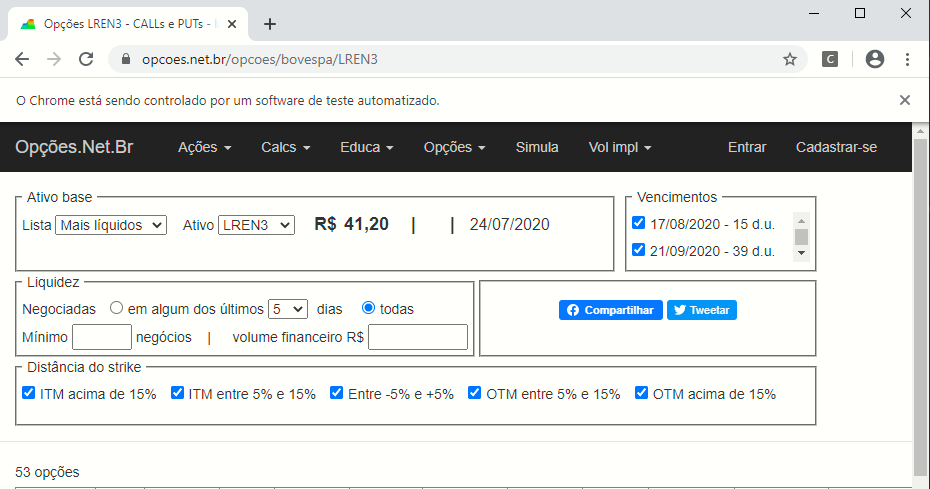 Opções LREN3 - CALLs e PUTs -
opcoes.net.br/opcoes/bovespa/LREN3
C
O Chrome está sendo controlado por um software de teste automatizado.
Opções.Net.Br Ações Calcs Educa Opções Simula Vol impl Entrar Cadastrar-se
Ativo base
Lista Mais líquidos Ativo LREN3 R$ 41,20 | | 24/07/2020
Vencimentos
17/08/2020 - 15 d.u.
21/09/2020 - 39 d.u.
Liquidez
Negociadas em algum dos últimos 5 dias todas
Mínimo negócios | volume financeiro R$
Compartilhar Tweetar
Distância do strike
ITM acima de 15% ITM entre 5% e 15% Entre -5% e +5% OTM entre 5% e 15% OTM acima de 15%
53 opções